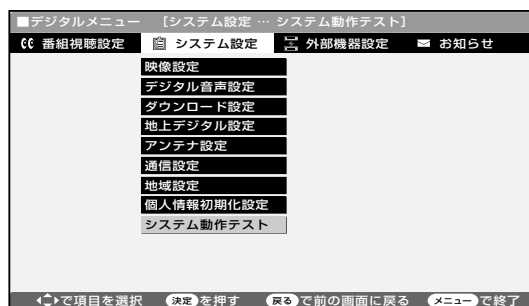 ■デジタルメニュー [システム設定 … システム動作テスト]
番組視聴設定 システム設定 外部機器設定 お知らせ
映像設定
デジタル音声設定
ダウンロード設定
地上デジタル設定
アンテナ設定
通信設定
地域設定
個人情報初期化設定
システム動作テスト
で項目を選択 決定を押す 戻るで前の画面に戻る メニューで終了